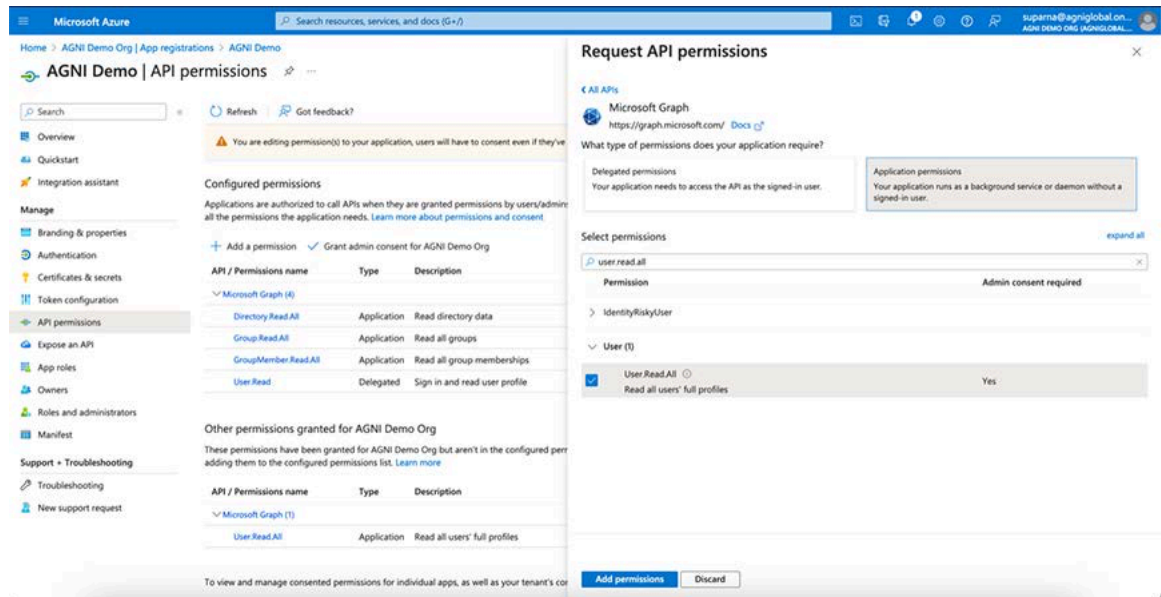 Microsoft Azure
Search resources, services, and docs (G+/)
1
suparna@agniglobal.on...
AGNI DEMO ORG (AGNIGLOBAL....
Home > AGNI Demo Org | App registrations > AGNI Demo
AGNI Demo | API permissions
Search
Overview
Quickstart
Integration assistant
Manage
Branding & properties
Authentication
Certificates & secrets
Token configuration
API permissions
Expose an API
App roles
Owners
Roles and administrators
Manifest
Support + Troubleshooting
Troubleshooting
New support request
Refresh
Got feedback?
You are editing permission(s) to your application, users will have to consent even if they've
Configured permissions
Applications are authorized to call APIs when they are granted permissions by users/admins
all the permissions the application needs. Learn more about permissions and consent
Add a permission Grant admin consent for AGNI Demo Org
API / Permissions name Type Description
Microsoft Graph (4)
Directory.Read.All Application Read directory data
Group.Read.All Application Read all groups
GroupMember.Read.All Application Read all group memberships
User.Read Delegated Sign in and read user profile
Other permissions granted for AGNI Demo Org
These permissions have been granted for AGNI Demo Org but aren't in the configured perr
adding them to the configured permissions list. Learn more
API / Permissions name Type Description
Microsoft Graph (1)
User.Read.All Application Read all users' full profiles
To view and manage consented permissions for individual apps, as well as your tenant's cor
Request API permissions
All APIs
Microsoft Graph
https://graph.microsoft.com/ Docs
What type of permissions does your application require?
Delegated permissions
Your application needs to access the API as the signed-in user.
Application permissions
Your application runs as a background service or daemon without a
signed-in user.
Select permissions
expand all
user.read.all
Permission Admin consent required
IdentityRiskyUser
User (1)
User.Read.All
Read all users' full profiles
Yes
Add permissions
Discard